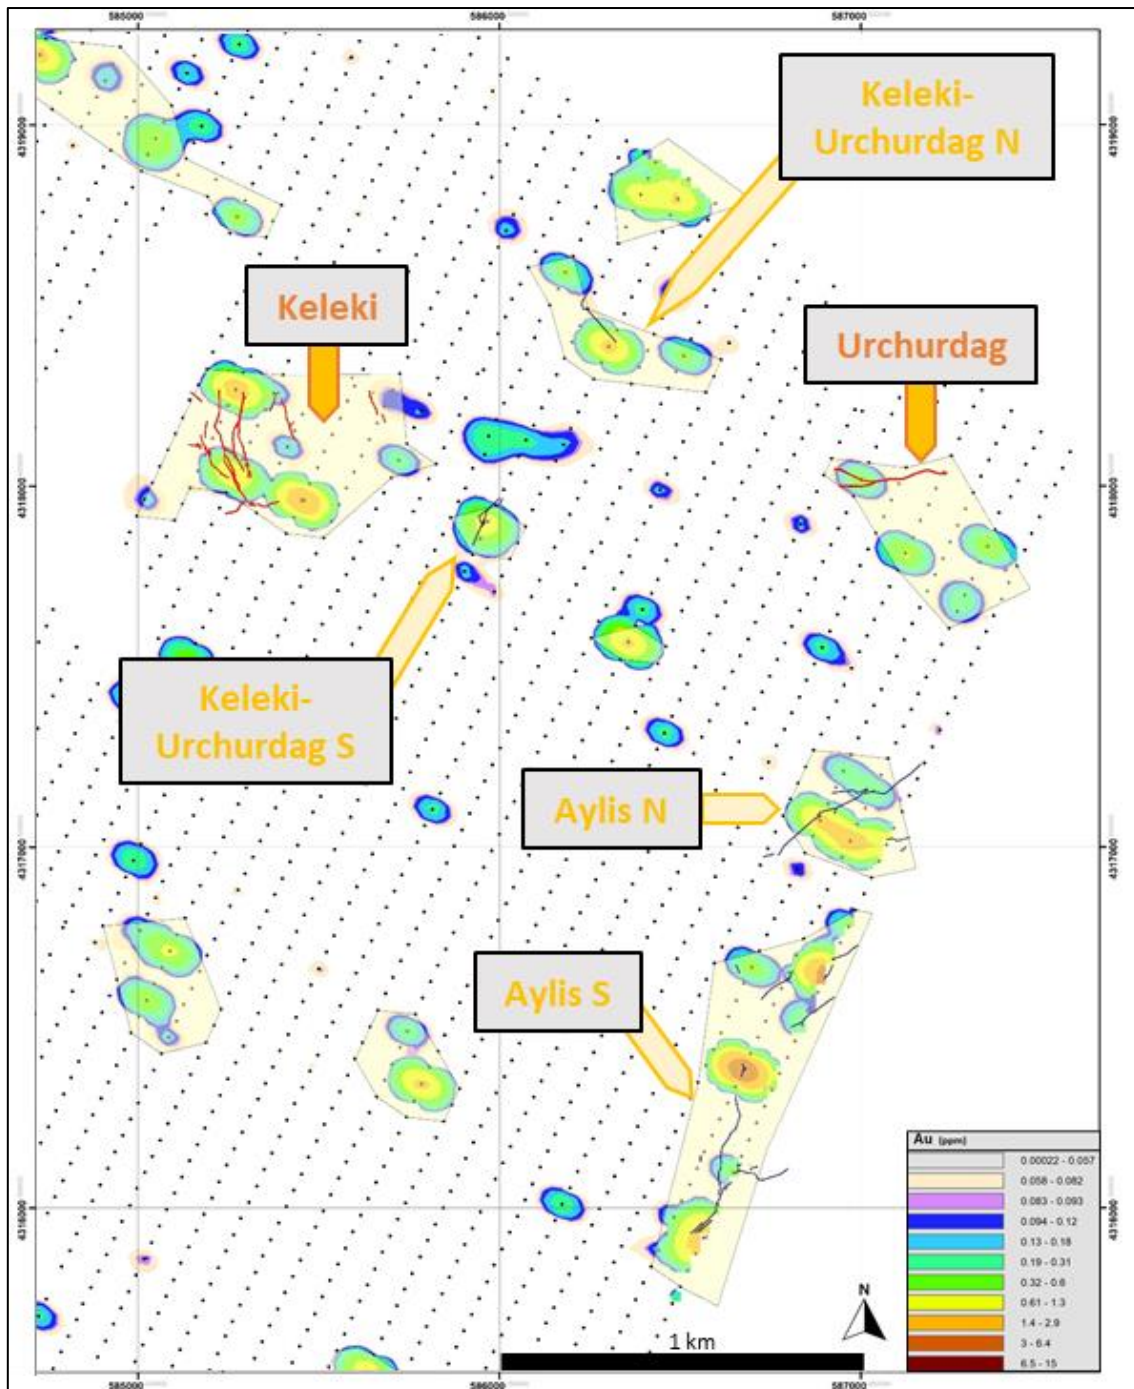 585000
586000
587000
Keleki-
Urchurdag N
4319000
4319000
Keleki
Urchurdag
4318000
4318000
Keleki-
Urchurdag S
Aylis N
4317000
4317000
Aylis S
Au (ppm)
0.00022 - 0.057
0.058 - 0.082
0.083 - 0.093
0.094 - 0.12
0.13 - 0.18
0.19 - 0.31
0.32 - 0.6
0.61 - 1.3
1.4 - 2.9
3 - 6.4
6.5 - 15
4316000
4316000
N
1 km
585000
586000
587000